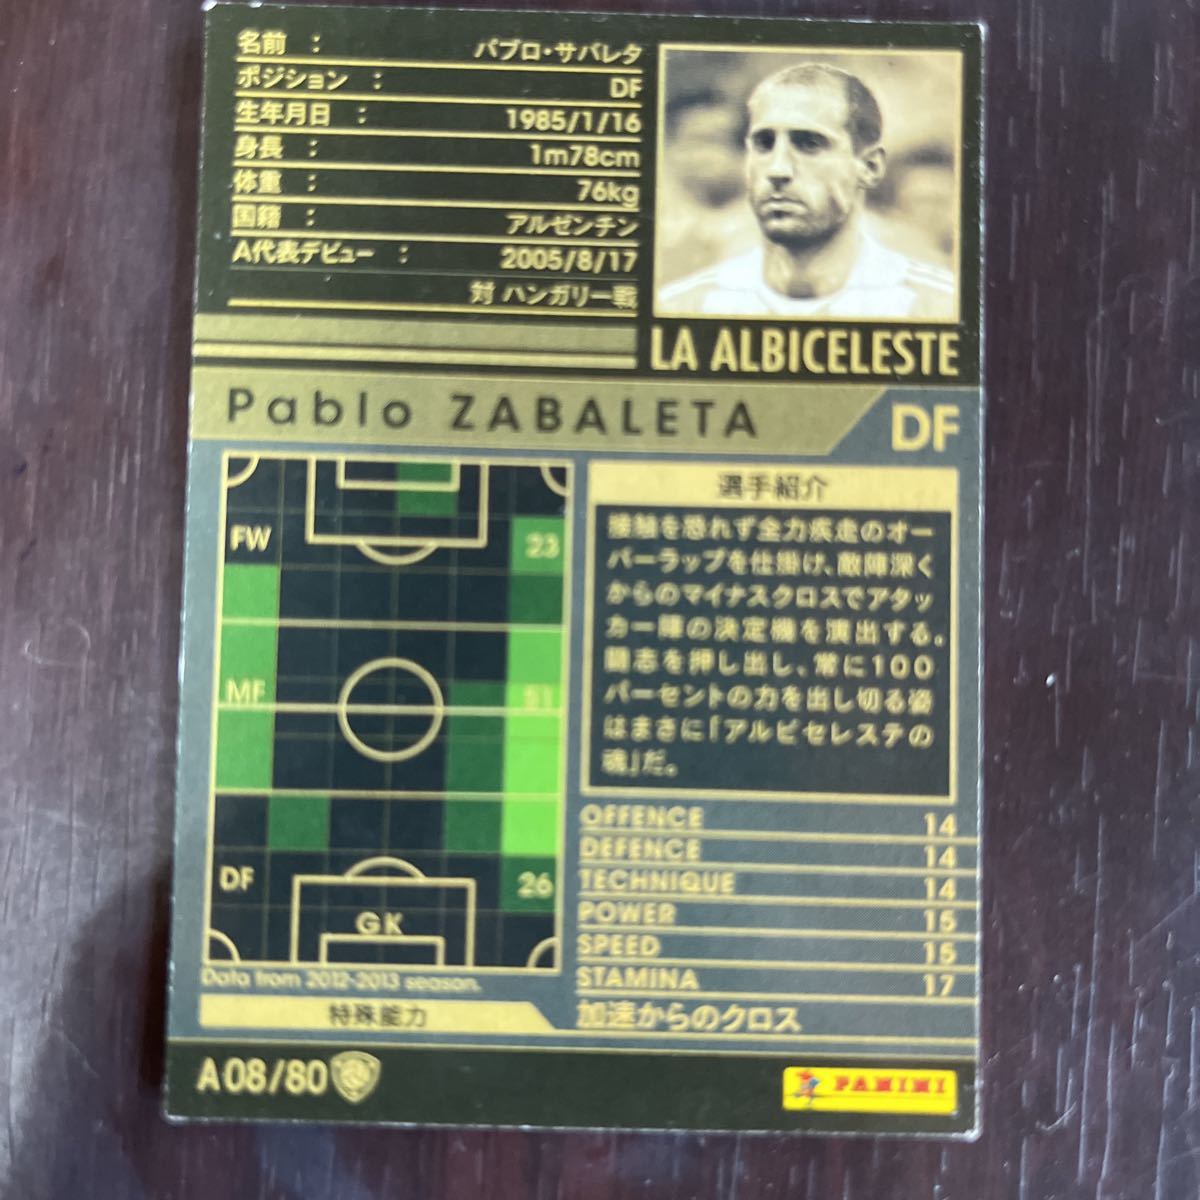 名前 : パブロ・サバレタ
ポジション : DF
生年月日 : 1985/1/16
身長 : 1m78cm
体重 : 76kg
国籍 : アルゼンチン
A代表デビュー : 2005/8/17
対 ハンガリー戦
LA ALBICELESTE
Pablo ZABALETA
DF
FW 23
MF 51
DF 26
GK
Data from 2012-2013 season.
選手紹介
接触を恐れず全力疾走のオー
バーラップを仕掛け、敵陣深く
からのマイナスクロスでアタッ
カー陣の決定機を演出する。
闘志を押し出し、常に100
パーセントの力を出し切る姿
はまさに「アルビセレステの
魂」だ。
OFFENCE 14
DEFENCE 14
TECHNIQUE 14
POWER 15
SPEED 15
STAMINA 17
特殊能力 加速からのクロス
A08/80
PANINI